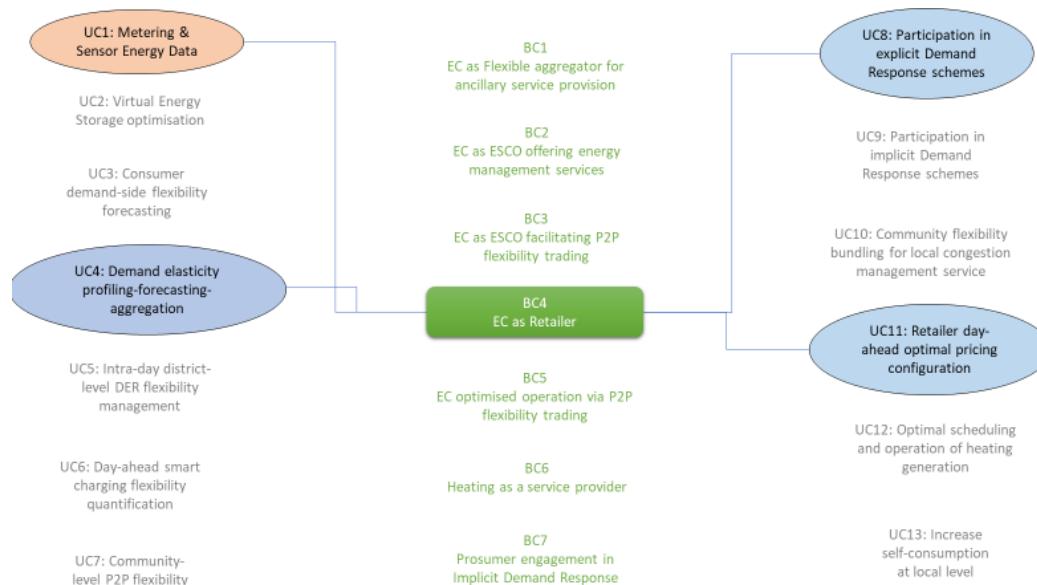 UC1: Metering &
Sensor Energy Data
UC2: Virtual Energy
Storage optimisation
UC3: Consumer
demand-side flexibility
forecasting
UC4: Demand elasticity
profiling-forecasting-
aggregation
UC5: Intra-day district-
level DER flexibility
management
UC6: Day-ahead smart
charging flexibility
quantification
UC7: Community-
level P2P flexibility
BC1
EC as Flexible aggregator for
ancillary service provision
BC2
EC as ESCO offering energy
management services
BC3
EC as ESCO facilitating P2P
flexibility trading
BC4
EC as Retailer
BC5
EC optimised operation via P2P
flexibility trading
BC6
Heating as a service provider
BC7
Prosumer engagement in
Implicit Demand Response
UC8: Participation in
explicit Demand
Response schemes
UC9: Participation in
implicit Demand
Response schemes
UC10: Community flexibility
bundling for local congestion
management service
UC11: Retailer day-
ahead optimal pricing
configuration
UC12: Optimal scheduling
and operation of heating
generation
UC13: Increase
self-consumption
at local level